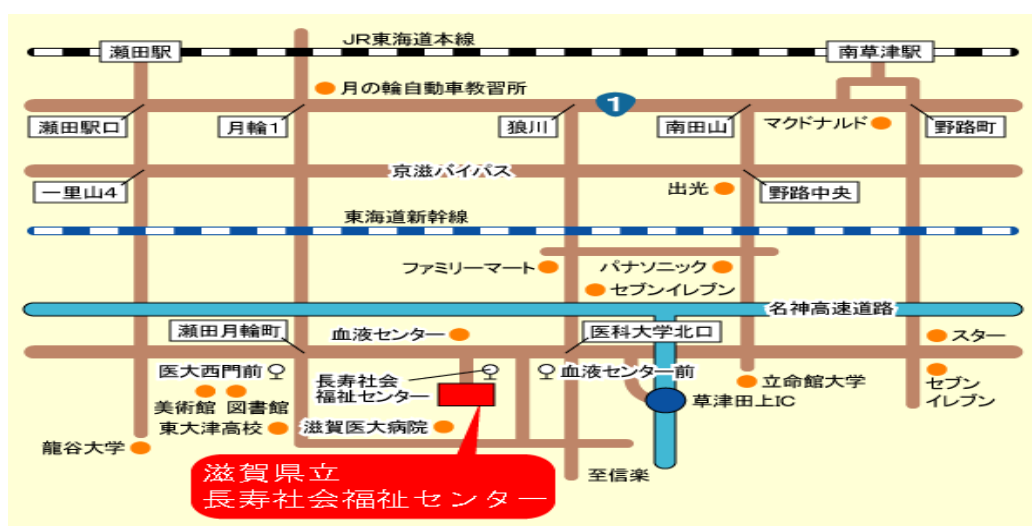 JR東海道本線
瀬田駅
南草津駅
月の輪自動車教習所
1
瀬田駅口
月輪1
狼川
南田山
マクドナルド
野路町
京滋バイパス
一里山4
出光
野路中央
東海道新幹線
ファミリーマート
パナソニック
セブンイレブン
名神高速道路
瀬田月輪町
血液センター
医科大学北口
スター
医大西門前
長寿社会
福祉センター
血液センター前
立命館大学
セブン
イレブン
美術館
図書館
草津田上IC
東大津高校
滋賀医大病院
龍谷大学
滋賀県立
長寿社会福祉センター
至信楽